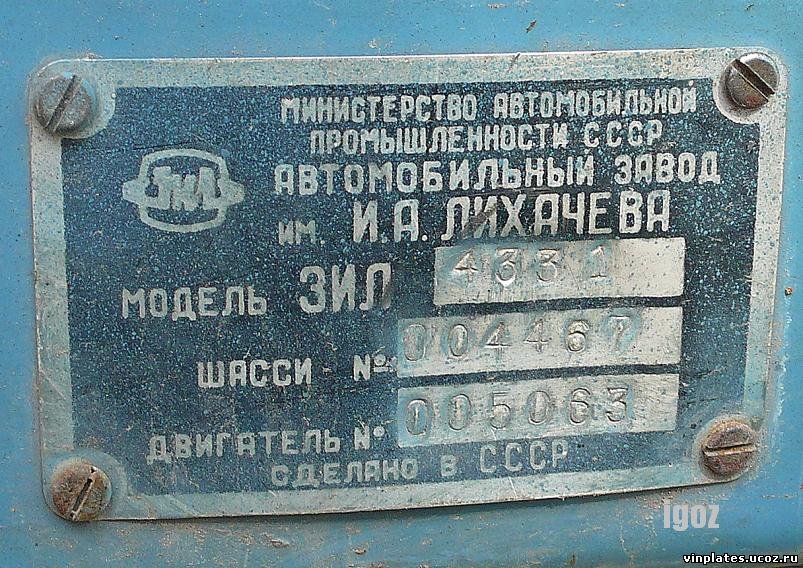 МИНИСТЕРСТВО АВТОМОБИЛЬНОЙ
ПРОМЫШЛЕННОСТИ СССР
ЗИЛ
АВТОМОБИЛЬНЫЙ ЗАВОД
ИМ. И.А. ЛИХАЧЕВА
МОДЕЛЬ ЗИЛ 4331
ШАССИ № 004467
ДВИГАТЕЛЬ № 005063
СДЕЛАНО В СССР
igoz
vinplates.ucoz.ru